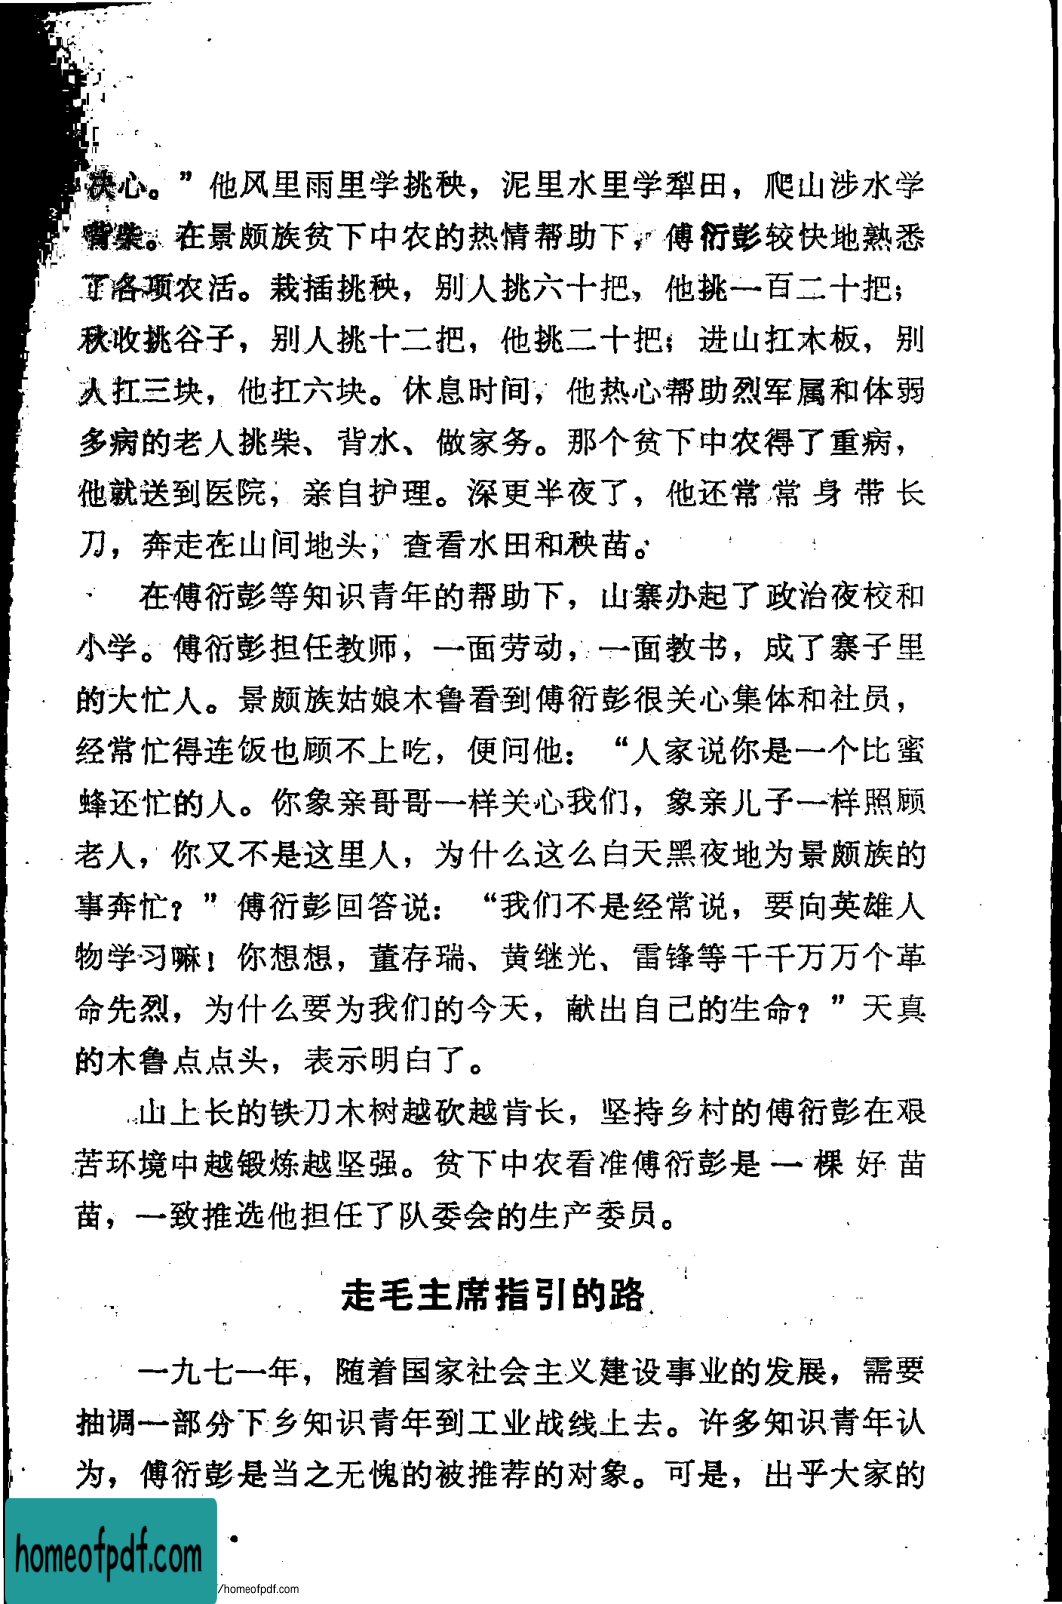 决心。”他风里雨里学挑秧，泥里水里学犁田，爬山涉水学
背柴。在景颇族贫下中农的热情帮助下，傅衍彭较快地熟悉
了各项农活。栽插挑秧，别人挑六十把，他挑一百二十把；
秋收挑谷子，别人挑十二把，他挑二十把；进山扛木板，别
人扛三块，他扛六块。休息时间，他热心帮助烈军属和体弱
多病的老人挑柴、背水、做家务。那个贫下中农得了重病，
他就送到医院，亲自护理。深更半夜了，他还常常身带长
刀，奔走在山间地头，查看水田和秧苗。
在傅衍彭等知识青年的帮助下，山寨办起了政治夜校和
小学。傅衍彭担任教师，一面劳动，一面教书，成了寨子里
的大忙人。景颇族姑娘木鲁看到傅衍彭很关心集体和社员，
经常忙得连饭也顾不上吃，便问他：“人家说你是一个比蜜
蜂还忙的人。你象亲哥哥一样关心我们，象亲儿子一样照顾
老人，你又不是这里人，为什么这么白天黑夜地为景颇族的
事奔忙？”傅衍彭回答说：“我们不是经常说，要向英雄人
物学习嘛！你想想，董存瑞、黄继光、雷锋等千千万万个革
命先烈，为什么要为我们的今天，献出自己的生命？”天真
的木鲁点点头，表示明白了。
山上长的铁刀木树越砍越肯长，坚持乡村的傅衍彭在艰
苦环境中越锻炼越坚强。贫下中农看准傅衍彭是一棵好苗
苗，一致推选他担任了队委会的生产委员。
走毛主席指引的路
一九七一年，随着国家社会主义建设事业的发展，需要
抽调一部分下乡知识青年到工业战线上去。许多知识青年认
为，傅衍彭是当之无愧的被推荐的对象。可是，出乎大家的
homeofpdf.com
/homeofpdf.com